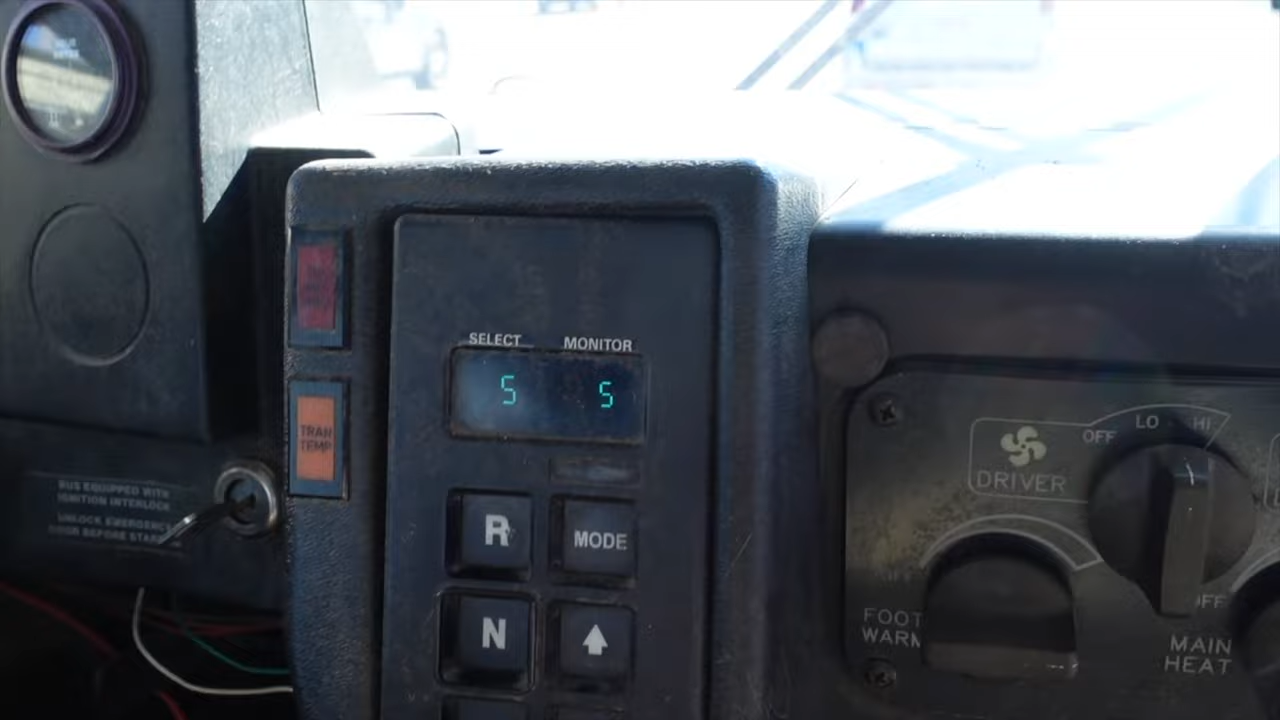 SELECT MONITOR
5 5
TRAN
TEMP
BUS EQUIPPED WITH
IGNITION INTERLOCK
UNLOCK EMERGENCY
DOOR BEFORE
R MODE
N
OFF LO HI
DRIVER
FOOT
WARM
OFF
MAIN
HEAT